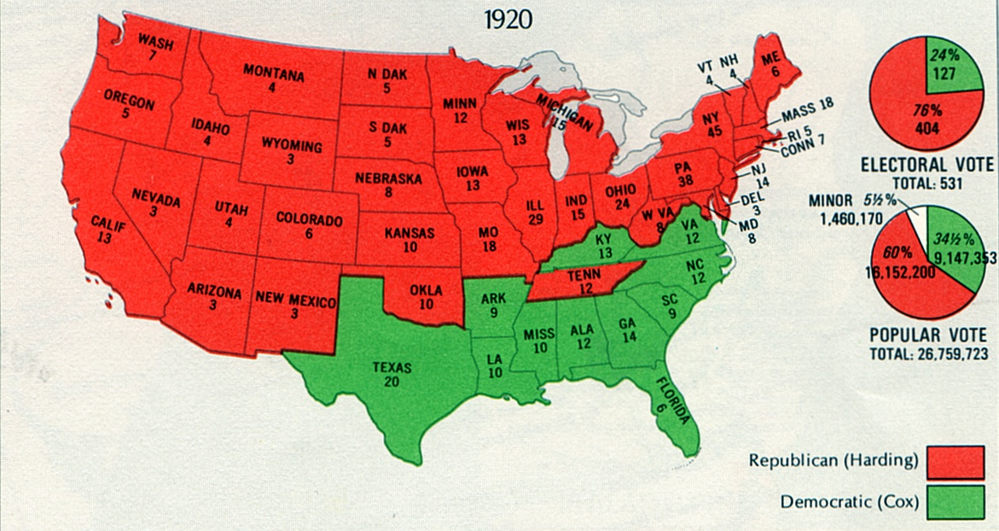 1920
WASH
7
OREGON
5
CALIF
13
NEVADA
3
IDAHO
4
MONTANA
4
WYOMING
3
UTAH
4
COLORADO
6
ARIZONA
3
NEW MEXICO
3
N DAK
5
S DAK
5
NEBRASKA
8
KANSAS
10
OKLA
10
TEXAS
20
MINN
12
IOWA
13
MO
18
ARK
9
LA
10
WIS
13
ILL
29
MICHIGAN
15
IND
15
OHIO
24
KY
13
TENN
12
MISS
10
ALA
12
GA
14
FLORIDA
6
SC
9
NC
12
VA
12
W VA
8
PA
38
NY
45
VT
4
NH
4
ME
6
MASS 18
RI 5
CONN 7
NJ
14
DEL
3
MD
8
24%
127
76%
404
ELECTORAL VOTE
TOTAL: 531
MINOR 5½%
1,460,170
34½%
9,147,353
60%
16,152,200
POPULAR VOTE
TOTAL: 26,759,723
Republican (Harding)
Democratic (Cox)